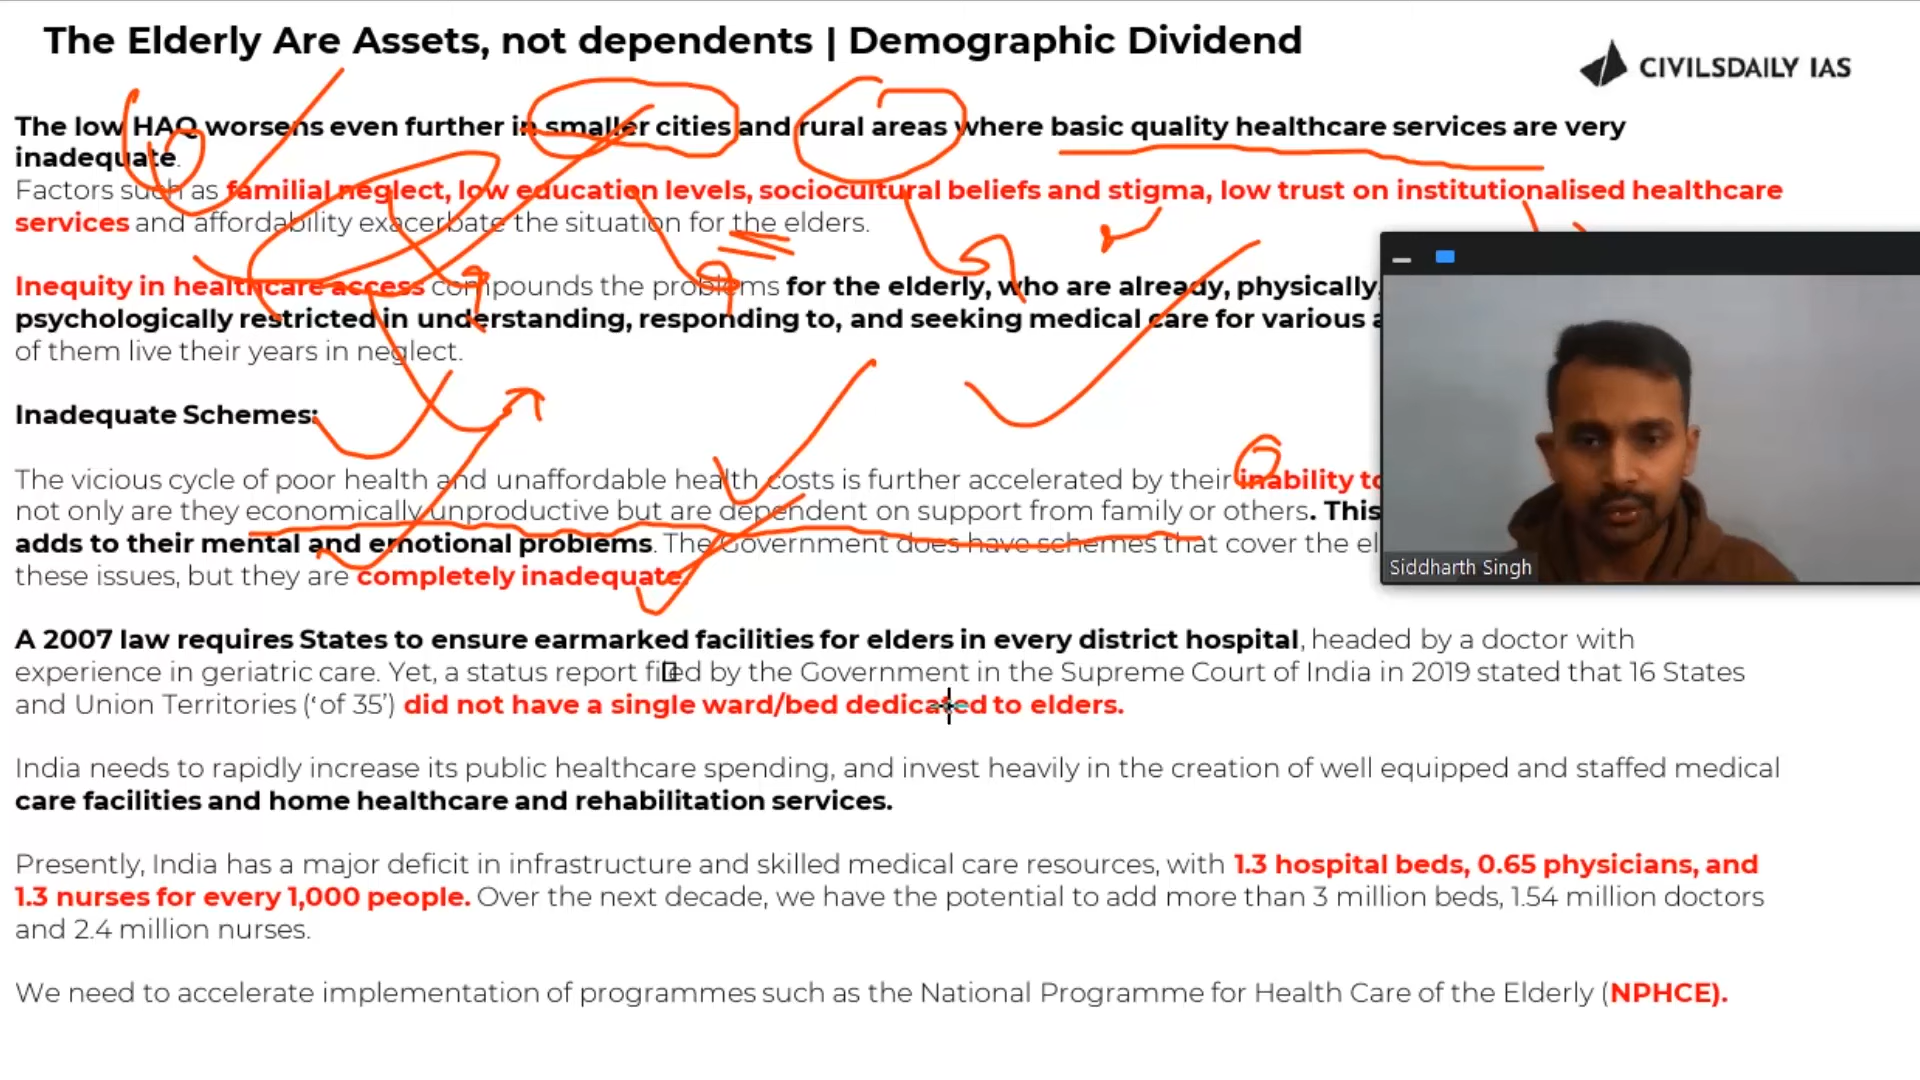 The Elderly Are Assets, not dependents | Demographic Dividend
CIVILSDAILY IAS
The low HAQ worsens even further in smaller cities and rural areas where basic quality healthcare services are very
inadequate.
Factors such as familial neglect, low education levels, sociocultural beliefs and stigma, low trust on institutionalised healthcare
services and affordability exacerbate the situation for the elders.
Inequity in healthcare access compounds the problems for the elderly, who are already, physically,
psychologically restricted in understanding, responding to, and seeking medical care for various
of them live their years in neglect.
Inadequate Schemes:
The vicious cycle of poor health and unaffordable health costs is further accelerated by their inability to
not only are they economically unproductive but are dependent on support from family or others. This
adds to their mental and emotional problems. The Government does have schemes that cover the
these issues, but they are completely inadequate.
Siddharth Singh
A 2007 law requires States to ensure earmarked facilities for elders in every district hospital, headed by a doctor with
experience in geriatric care. Yet, a status report filed by the Government in the Supreme Court of India in 2019 stated that 16 States
and Union Territories (‘of 35’) did not have a single ward/bed dedicated to elders.
India needs to rapidly increase its public healthcare spending, and invest heavily in the creation of well equipped and staffed medical
care facilities and home healthcare and rehabilitation services.
Presently, India has a major deficit in infrastructure and skilled medical care resources, with 1.3 hospital beds, 0.65 physicians, and
1.3 nurses for every 1,000 people. Over the next decade, we have the potential to add more than 3 million beds, 1.54 million doctors
and 2.4 million nurses.
We need to accelerate implementation of programmes such as the National Programme for Health Care of the Elderly (NPHCE).